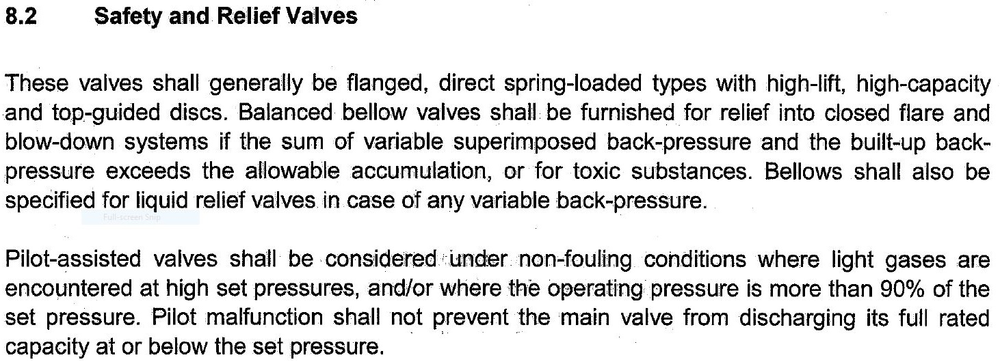 8.2 Safety and Relief Valves
These valves shall generally be flanged, direct spring-loaded types with high-lift, high-capacity
and top-guided discs. Balanced bellow valves shall be furnished for relief into closed flare and
blow-down systems if the sum of variable superimposed back-pressure and the built-up back-
pressure exceeds the allowable accumulation, or for toxic substances. Bellows shall also be
specified for liquid relief valves in case of any variable back-pressure.
Full-screen Snip
Pilot-assisted valves shall be considered under non-fouling conditions where light gases are
encountered at high set pressures, and/or where the operating pressure is more than 90% of the
set pressure. Pilot malfunction shall not prevent the main valve from discharging its full rated
capacity at or below the set pressure.